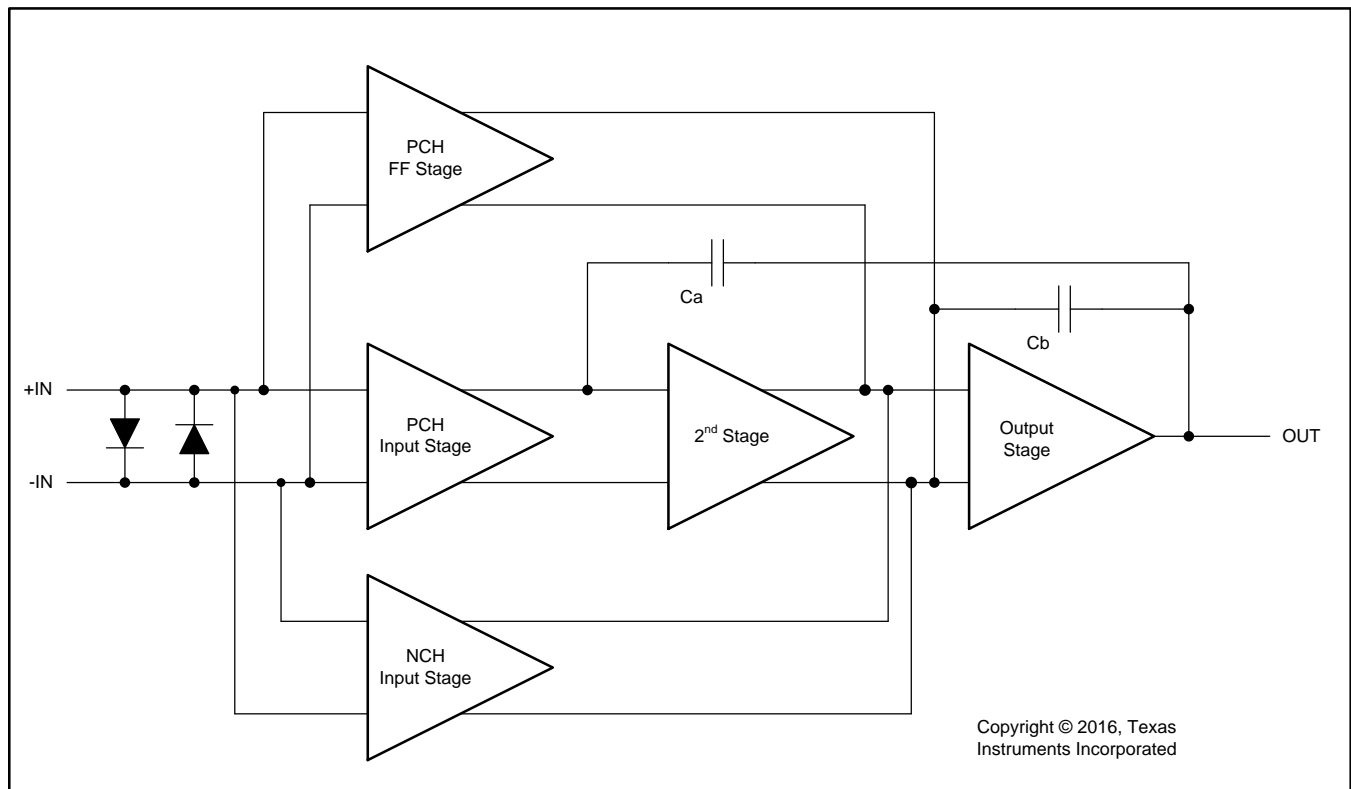 PCH
FF Stage
Ca
Cb
+IN
-IN
PCH
Input Stage
2nd Stage
Output
Stage
OUT
NCH
Input Stage
Copyright © 2016, Texas
Instruments Incorporated